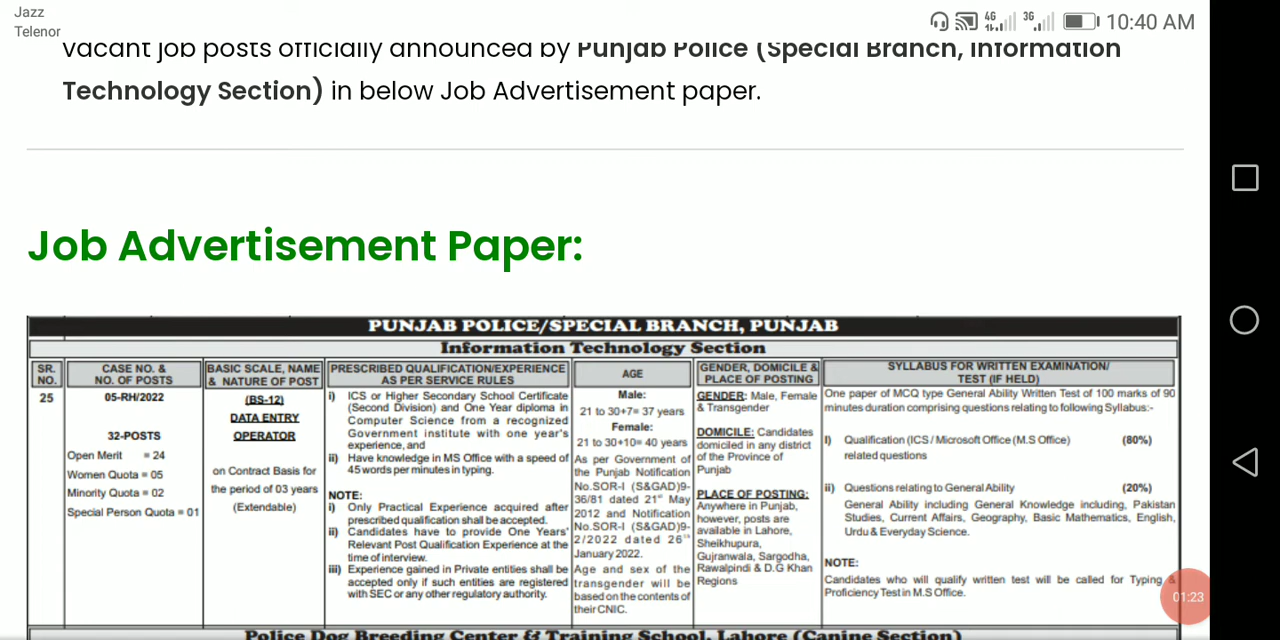 Jazz
Telenor
4G
3G
10:40 AM
vacant job posts officially announced by Punjab Police (Special Branch, Information
Technology Section) in below Job Advertisement paper.
Job Advertisement Paper:
PUNJAB POLICE/SPECIAL BRANCH, PUNJAB
Information Technology Section
SR.
NO.
CASE NO. &
NO. OF POSTS
BASIC SCALE, NAME
& NATURE OF POST
PRESCRIBED QUALIFICATION/EXPERIENCE
AS PER SERVICE RULES
AGE
GENDER, DOMICILE &
PLACE OF POSTING
SYLLABUS FOR WRITTEN EXAMINATION/
TEST (IF HELD)
25
05-RH/2022
32-POSTS
Open Merit = 24
Women Quota = 05
Minority Quota = 02
Special Person Quota = 01
(BS-12)
DATA ENTRY
OPERATOR
on Contract Basis for
the period of 03 years
(Extendable)
i) ICS or Higher Secondary School Certificate
(Second Division) and One Year diploma in
Computer Science from a recognized
Government institute with one year's
experience, and
ii) Have knowledge in MS Office with a speed of
45 words per minutes in typing.
NOTE:
i) Only Practical Experience acquired after
prescribed qualification shall be accepted.
ii) Candidates have to provide One Years'
Relevant Post Qualification Experience at the
time of interview.
iii) Experience gained in Private entities shall be
accepted only if such entities are registered
with SEC or any other regulatory authority.
Male:
21 to 30+7= 37 years
Female:
21 to 30+10= 40 years
As per Government of
the Punjab Notification
No.SOR-I (S&GAD)9-
36/81 dated 21st May
2012 and Notification
No.SOR-I (S&GAD)9-
2/2022 dated 26th
January 2022.
Age and sex of the
transgender will be
based on the contents of
their CNIC.
GENDER: Male, Female
& Transgender
DOMICILE: Candidates
domiciled in any district
of the Province of
Punjab
PLACE OF POSTING:
Anywhere in Punjab,
however, posts are
available in Lahore,
Sheikhupura,
Gujranwala, Sargodha,
Rawalpindi & D.G Khan
Regions
One paper of MCQ type General Ability Written Test of 100 marks of 90
minutes duration comprising questions relating to following Syllabus:-
I) Qualification (ICS / Microsoft Office (M.S Office) (80%)
related questions
ii) Questions relating to General Ability (20%)
General Ability including General Knowledge including, Pakistan
Studies, Current Affairs, Geography, Basic Mathematics, English,
Urdu & Everyday Science.
NOTE:
Candidates who will qualify written test will be called for Typing &
Proficiency Test in M.S Office.
01:23
Police Dog Breeding Center & Training School, Lahore (Canine Section)